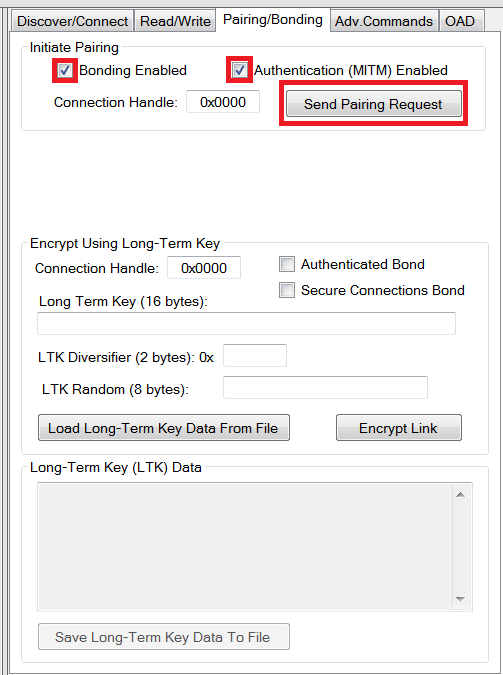 Discover/Connect Read/Write Pairing/Bonding Adv.Commands OAD
Initiate Pairing
Bonding Enabled Authentication (MITM) Enabled
Connection Handle: 0x0000 Send Pairing Request
Encrypt Using Long-Term Key
Connection Handle: 0x0000 Authenticated Bond
Secure Connections Bond
Long Term Key (16 bytes):
LTK Diversifier (2 bytes): 0x
LTK Random (8 bytes):
Load Long-Term Key Data From File Encrypt Link
Long-Term Key (LTK) Data
Save Long-Term Key Data To File